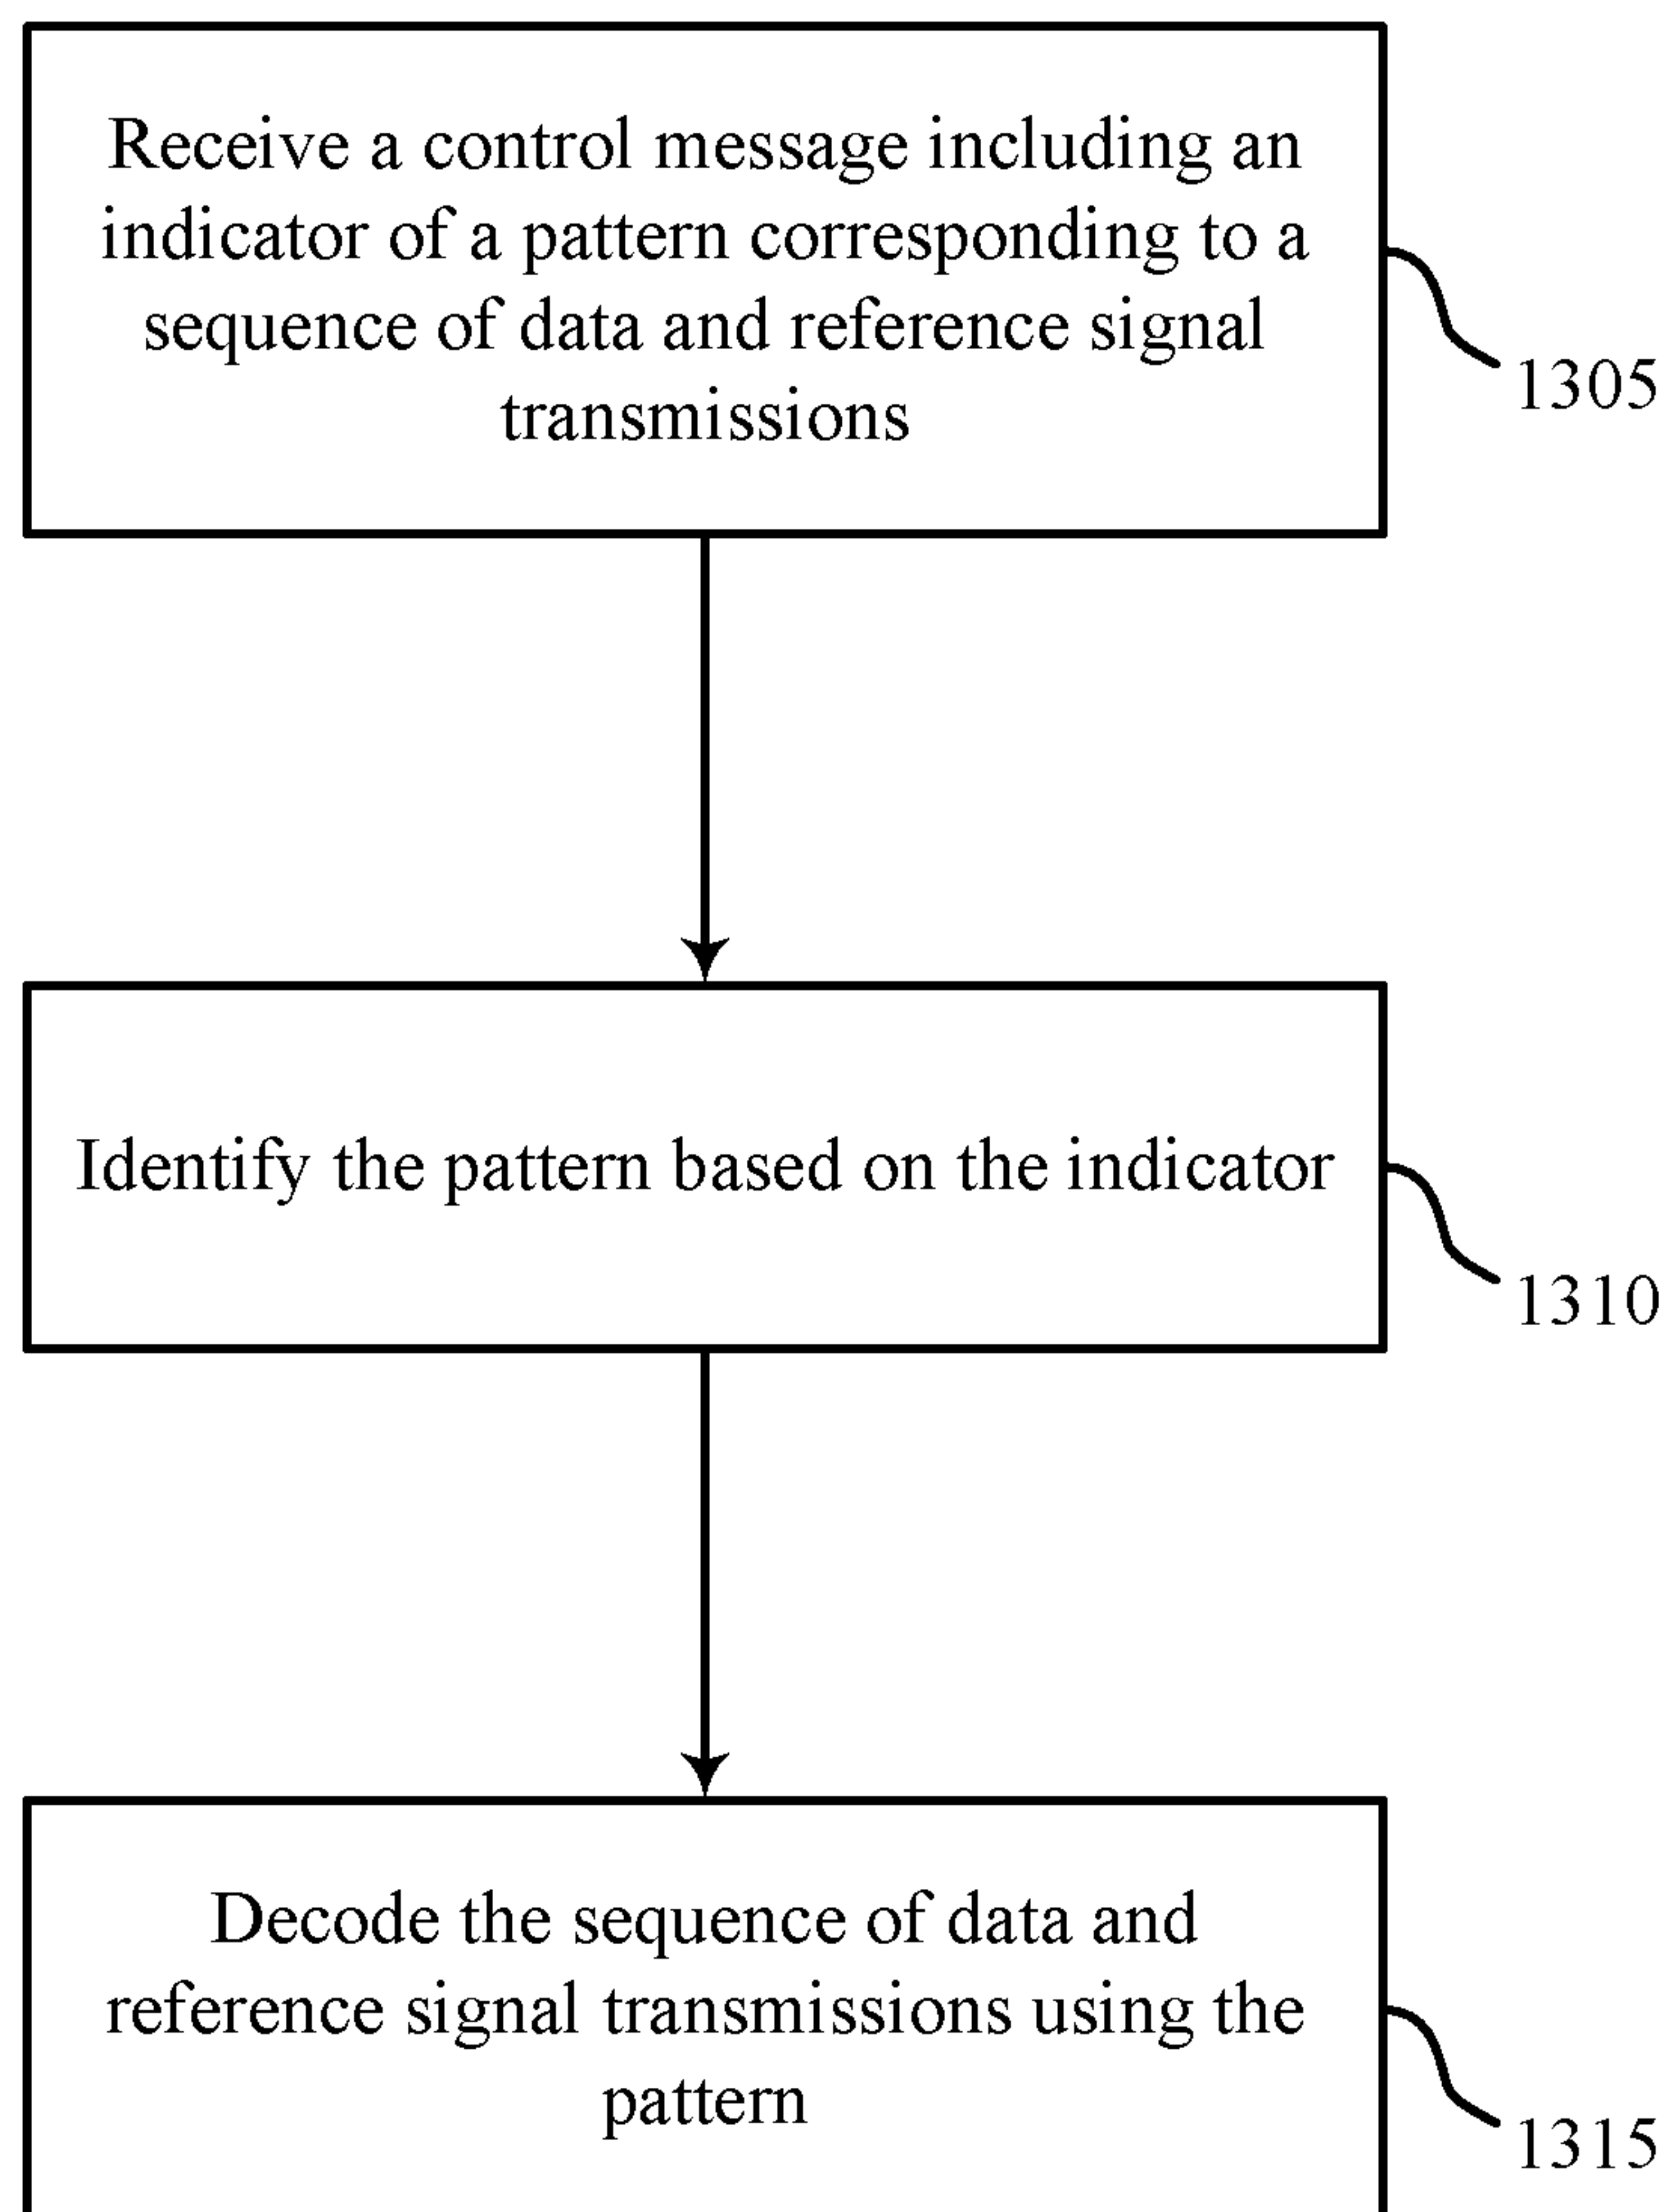 Receive a control message including an
indicator of a pattern corresponding to a
sequence of data and reference signal
transmissions
1305
Identify the pattern based on the indicator
1310
Decode the sequence of data and
reference signal transmissions using the
pattern
1315